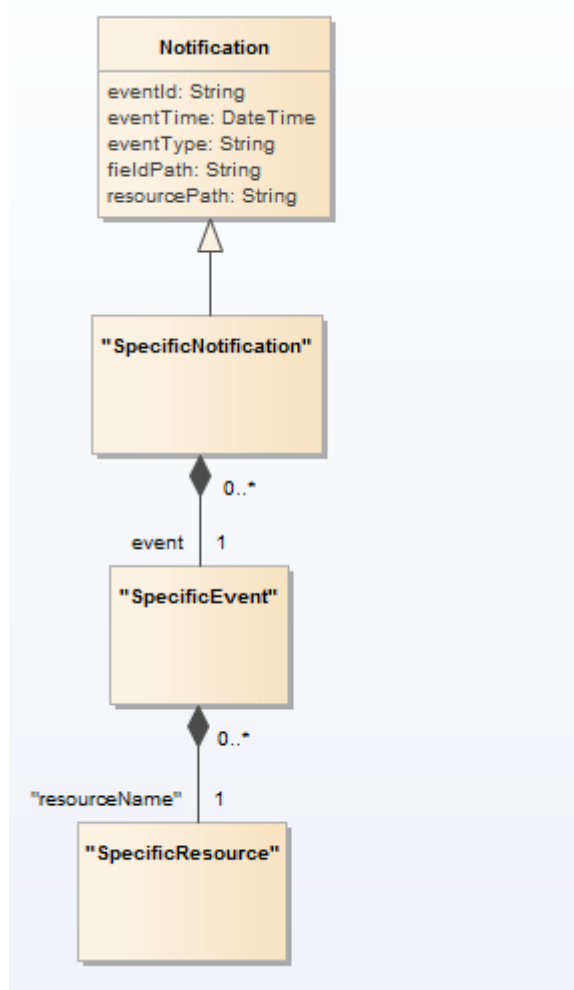 Notification
eventId: String
eventTime: DateTime
eventType: String
fieldPath: String
resourcePath: String
"SpecificNotification"
0..*
event 1
"SpecificEvent"
0..*
"resourceName" 1
"SpecificResource"